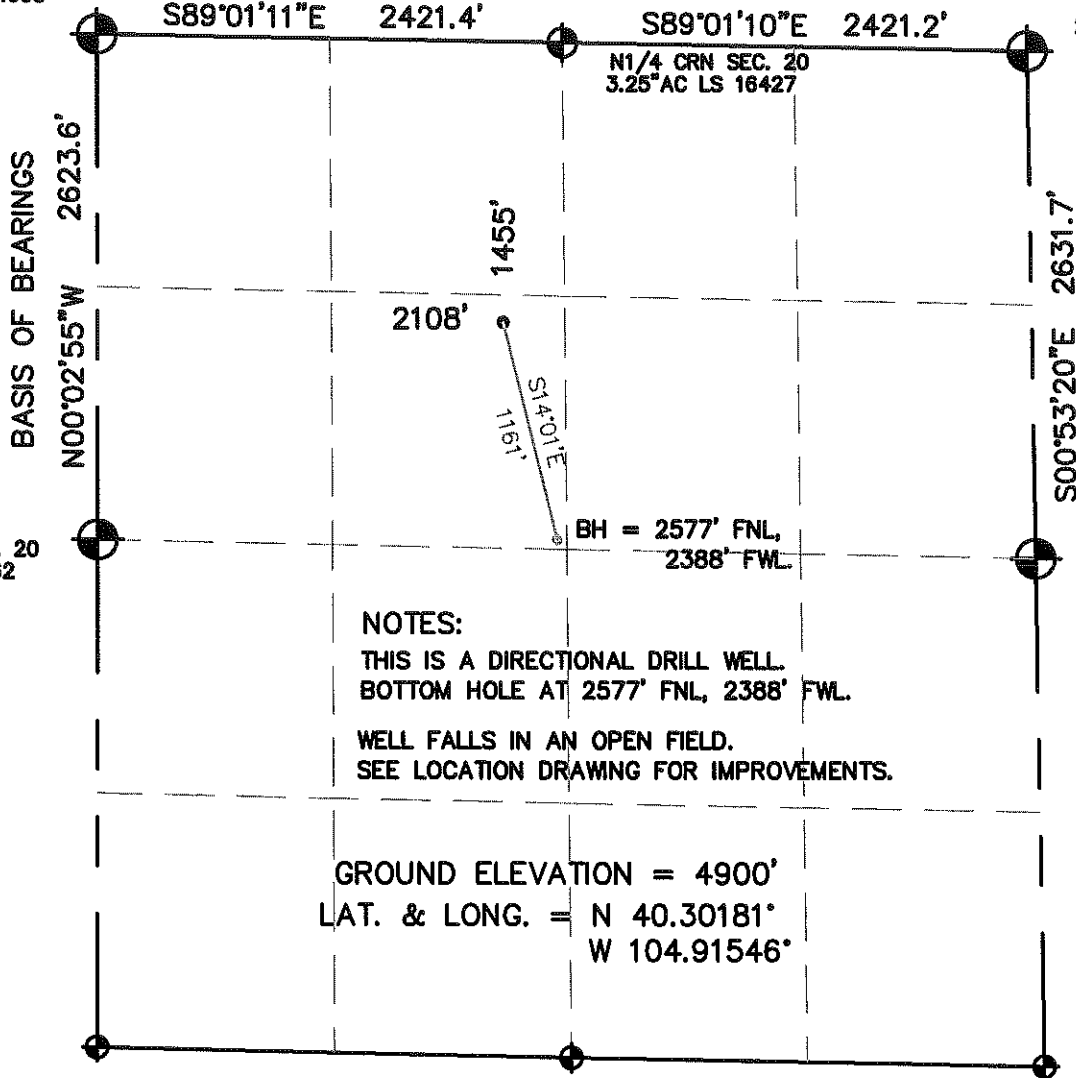 S89°01'11"E 2421.4'
S89°01'10"E 2421.2'
N1/4 CRN SEC. 20
3.25"AC LS 16427
BASIS OF BEARINGS
N00°02'55"W 2623.6'
1455'
2108'
S14°01'E
1161'
S00°53'20"E 2631.7'
BH = 2577' FNL,
2388' FWL.
20
NOTES:
THIS IS A DIRECTIONAL DRILL WELL.
BOTTOM HOLE AT 2577' FNL, 2388' FWL.
WELL FALLS IN AN OPEN FIELD.
SEE LOCATION DRAWING FOR IMPROVEMENTS.
GROUND ELEVATION = 4900'
LAT. & LONG. = N 40.30181°
W 104.91546°